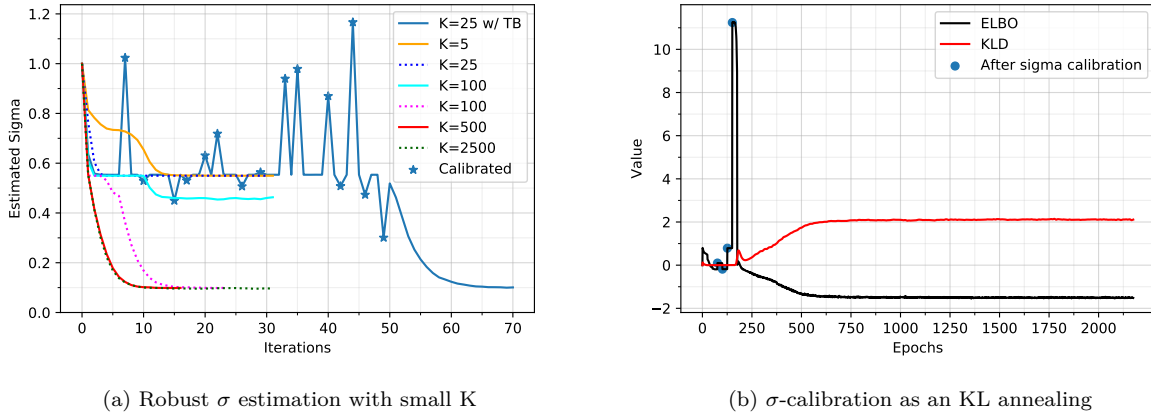 1.2
1.0
0.8
0.6
0.4
0.2
0.0
Estimated Sigma
0 10 20 30 40 50 60 70
Iterations
K=25 w/ TB
K=5
K=25
K=100
K=100
K=500
K=2500
Calibrated
(a) Robust σ estimation with small K
10
8
6
4
2
0
−2
Value
0 250 500 750 1000 1250 1500 1750 2000
Epochs
ELBO
KLD
After sigma calibration
(b) σ-calibration as an KL annealing